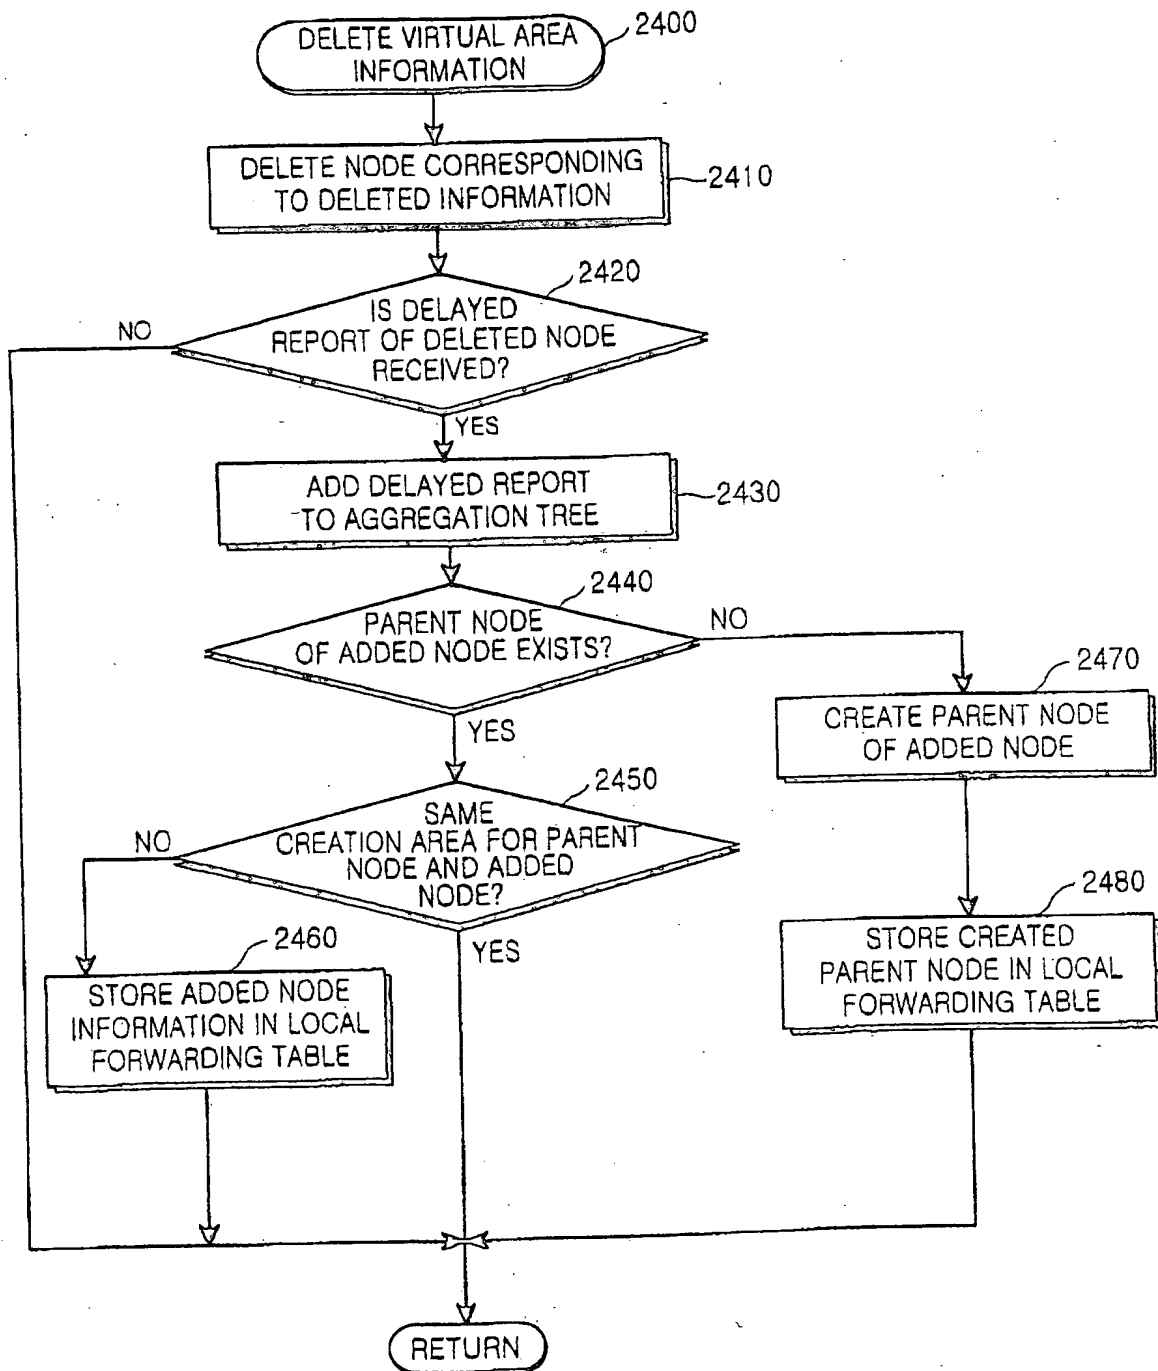 DELETE VIRTUAL AREA
INFORMATION
2400
DELETE NODE CORRESPONDING
TO DELETED INFORMATION
2410
2420
IS DELAYED
REPORT OF DELETED NODE
RECEIVED?
NO
YES
ADD DELAYED REPORT
TO AGGREGATION TREE
2430
2440
PARENT NODE
OF ADDED NODE EXISTS?
NO
YES
2470
CREATE PARENT NODE
OF ADDED NODE
2450
SAME
CREATION AREA FOR PARENT
NODE AND ADDED
NODE?
NO
YES
2460
STORE ADDED NODE
INFORMATION IN LOCAL
FORWARDING TABLE
2480
STORE CREATED
PARENT NODE IN LOCAL
FORWARDING TABLE
RETURN